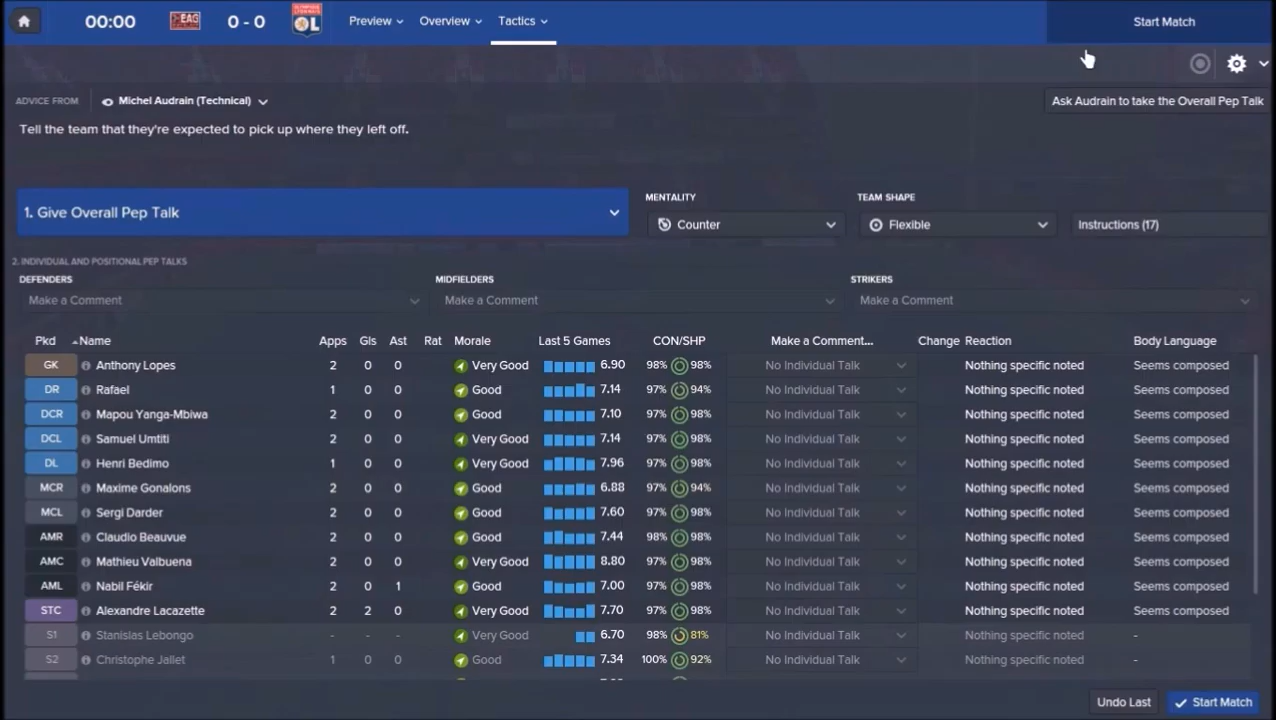 00:00 EAG 0 - 0 OLYMPIQUE LYONNAIS OL Preview Overview Tactics Start Match
ADVICE FROM Michel Audrain (Technical) Ask Audrain to take the Overall Pep Talk
Tell the team that they're expected to pick up where they left off.
MENTALITY TEAM SHAPE
1. Give Overall Pep Talk Counter Flexible Instructions (17)
2. INDIVIDUAL AND POSITIONAL PEP TALKS
DEFENDERS MIDFIELDERS STRIKERS
Make a Comment Make a Comment Make a Comment
Pkd Name Apps Gls Ast Rat Morale Last 5 Games CON/SHP Make a Comment... Change Reaction Body Language
GK Anthony Lopes 2 0 0 Very Good 6.90 98% 98% No Individual Talk Nothing specific noted Seems composed
DR Rafael 1 0 0 Good 7.14 97% 94% No Individual Talk Nothing specific noted Seems composed
DCR Mapou Yanga-Mbiwa 2 0 0 Good 7.10 97% 98% No Individual Talk Nothing specific noted Seems composed
DCL Samuel Umtiti 2 0 0 Very Good 7.14 97% 98% No Individual Talk Nothing specific noted Seems composed
DL Henri Bedimo 1 0 0 Very Good 7.96 97% 98% No Individual Talk Nothing specific noted Seems composed
MCR Maxime Gonalons 2 0 0 Good 6.88 97% 94% No Individual Talk Nothing specific noted Seems composed
MCL Sergi Darder 2 0 0 Good 7.60 97% 98% No Individual Talk Nothing specific noted Seems composed
AMR Claudio Beauvue 2 0 0 Good 7.44 98% 98% No Individual Talk Nothing specific noted Seems composed
AMC Mathieu Valbuena 2 0 0 Very Good 8.80 97% 98% No Individual Talk Nothing specific noted Seems composed
AML Nabil Fékir 2 0 1 Good 7.00 97% 98% No Individual Talk Nothing specific noted Seems composed
STC Alexandre Lacazette 2 2 0 Very Good 7.70 97% 98% No Individual Talk Nothing specific noted Seems composed
S1 Stanislas Lebongo - - - Very Good 6.70 98% 81% No Individual Talk Nothing specific noted -
S2 Christophe Jallet 1 0 0 Good 7.34 100% 92% No Individual Talk Nothing specific noted -
Undo Last Start Match